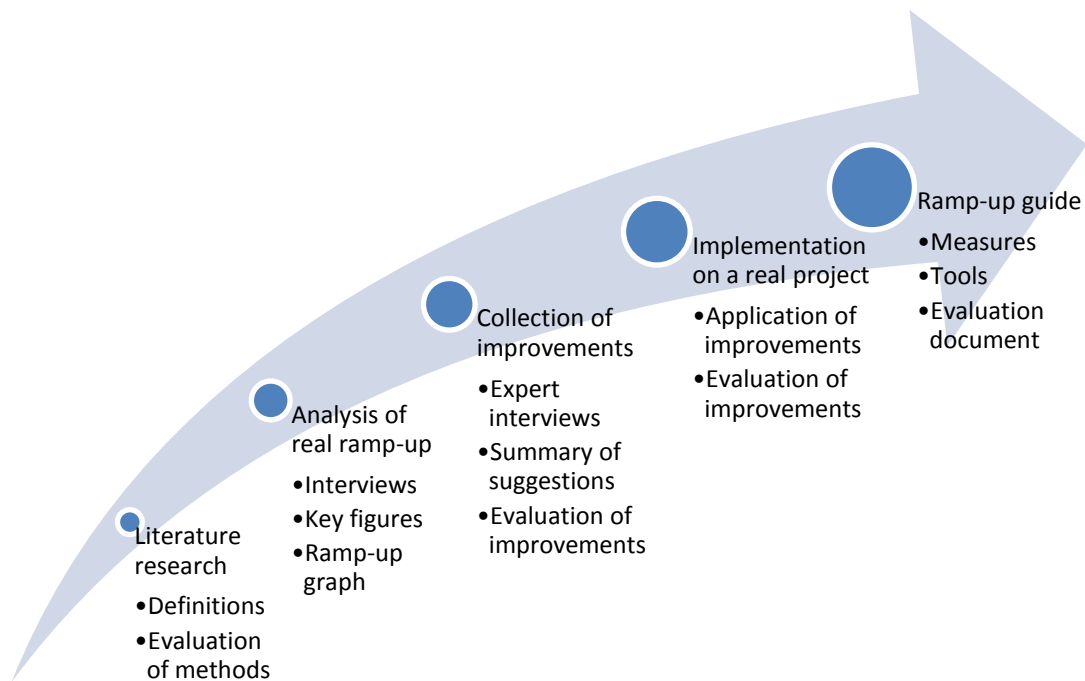 Literature
research
•Definitions
•Evaluation
of methods
Analysis of
real ramp-up
•Interviews
•Key figures
•Ramp-up
graph
Collection of
improvements
•Expert
interviews
•Summary of
suggestions
•Evaluation of
improvements
Implementation
on a real project
•Application of
improvements
•Evaluation of
improvements
Ramp-up guide
•Measures
•Tools
•Evaluation
document